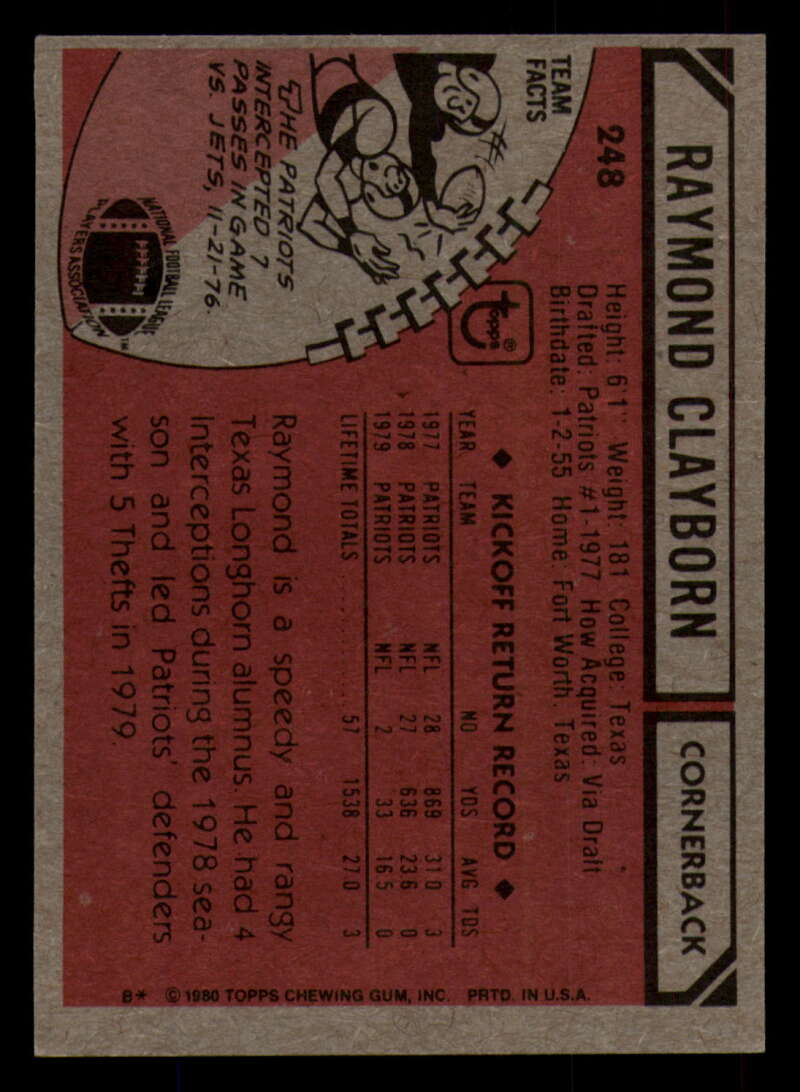 RAYMOND CLAYBORN
CORNERBACK
248
Height: 6'1" Weight: 181 College: Texas
Drafted: Patriots #1-1977 How Acquired: Via Draft
Birthdate: 1-2-55 Home: Fort Worth, Texas
TEAM
FACTS
THE PATRIOTS
INTERCEPTED 7
PASSES IN GAME
VS. JETS, 11-21-76.
NATIONAL FOOTBALL LEAGUE
PLAYERS ASSOCIATION™
Topps®
◆ KICKOFF RETURN RECORD ◆
YEAR TEAM NO YDS AVG TDS
1977 PATRIOTS NFL 28 869 31.0 3
1978 PATRIOTS NFL 27 636 23.6 0
1979 PATRIOTS NFL 2 33 16.5 0
LIFETIME TOTALS 57 1538 27.0 3
Raymond is a speedy and rangy
Texas Longhorn alumnus. He had 4
Interceptions during the 1978 sea-
son and led Patriots' defenders
with 5 Thefts in 1979.
B* © 1980 TOPPS CHEWING GUM, INC. PRTD. IN U.S.A.